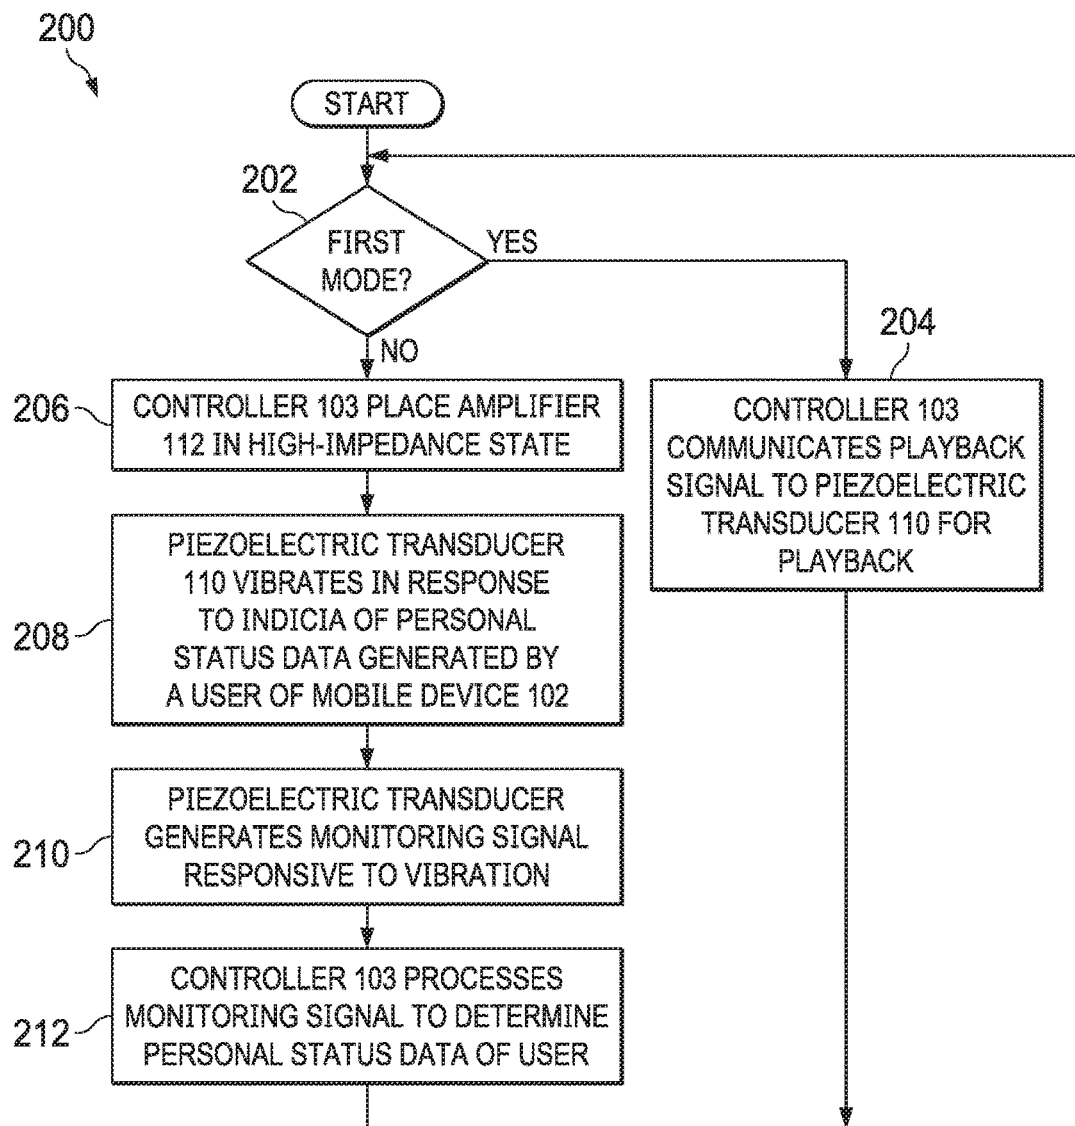 200
START
202
FIRST
MODE?
YES
NO
204
206
CONTROLLER 103 PLACE AMPLIFIER
112 IN HIGH-IMPEDANCE STATE
CONTROLLER 103
COMMUNICATES PLAYBACK
SIGNAL TO PIEZOELECTRIC
TRANSDUCER 110 FOR
PLAYBACK
208
PIEZOELECTRIC TRANSDUCER
110 VIBRATES IN RESPONSE
TO INDICIA OF PERSONAL
STATUS DATA GENERATED BY
A USER OF MOBILE DEVICE 102
210
PIEZOELECTRIC TRANSDUCER
GENERATES MONITORING SIGNAL
RESPONSIVE TO VIBRATION
212
CONTROLLER 103 PROCESSES
MONITORING SIGNAL TO DETERMINE
PERSONAL STATUS DATA OF USER